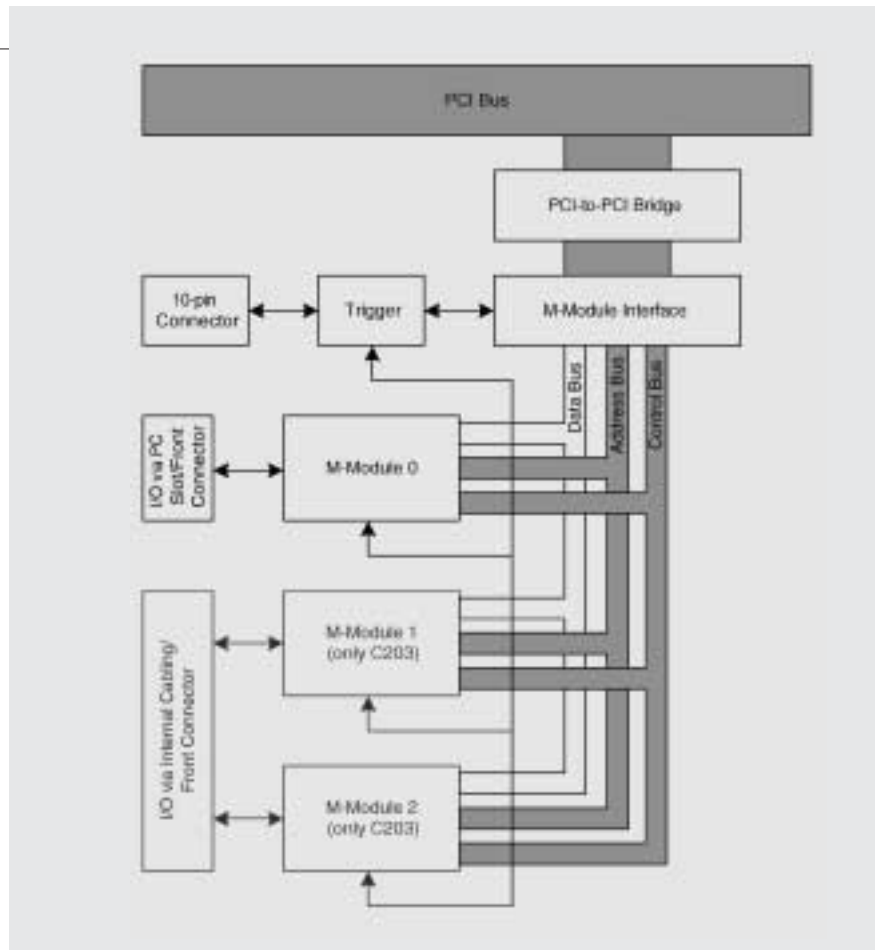 PCI Bus
PCI-to-PCI Bridge
10-pin
Connector
Trigger
M-Module Interface
Data Bus
Address Bus
Control Bus
I/O via PC
Slot/Front
Connector
M-Module 0
I/O via Internal Cabling/
Front Connector
M-Module 1
(only C203)
M-Module 2
(only C203)